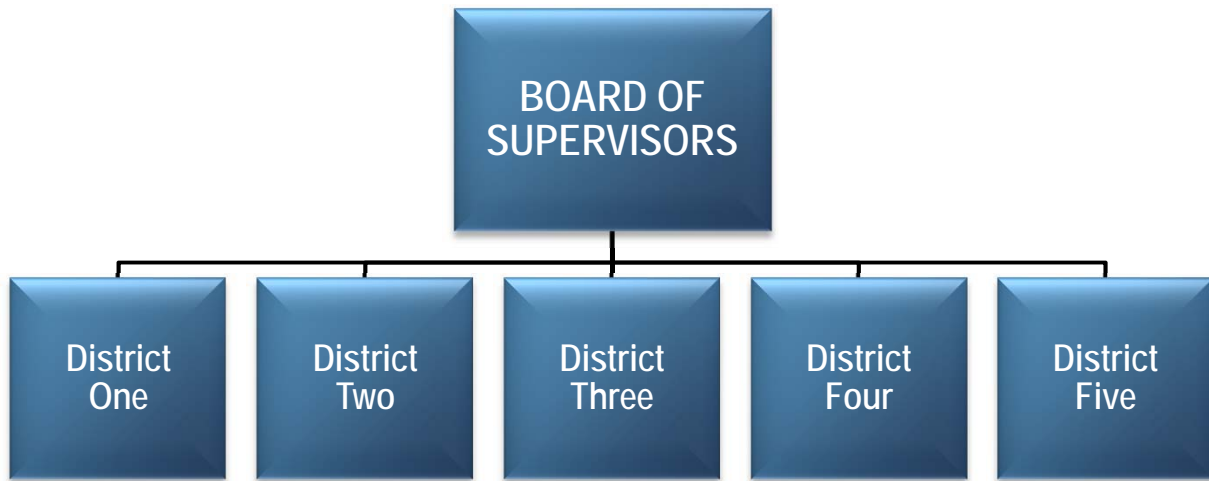 BOARD OF
SUPERVISORS
District
One
District
Two
District
Three
District
Four
District
Five